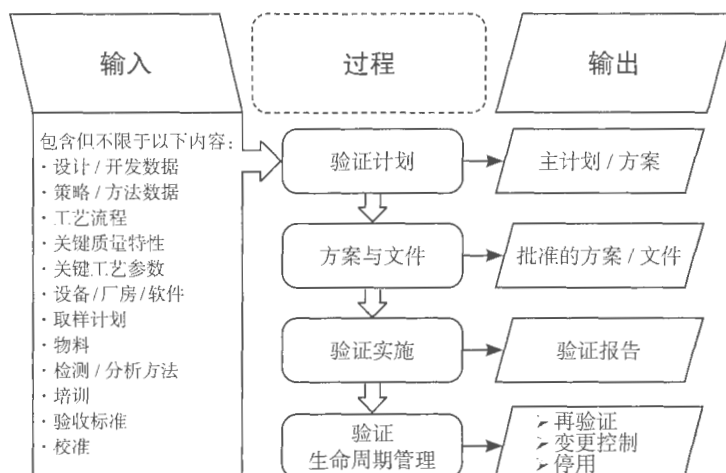 输入
过程
输出
包含但不限于以下内容：
· 设计 / 开发数据
· 策略 / 方法数据
· 工艺流程
· 关键质量特性
· 关键工艺参数
· 设备 / 厂房 / 软件
· 取样计划
· 物料
· 检测 / 分析方法
· 培训
· 验收标准
· 校准
验证计划
主计划 / 方案
方案与文件
批准的方案 / 文件
验证实施
验证报告
验证
生命周期管理
➢ 再验证
➢ 变更控制
➢ 停用